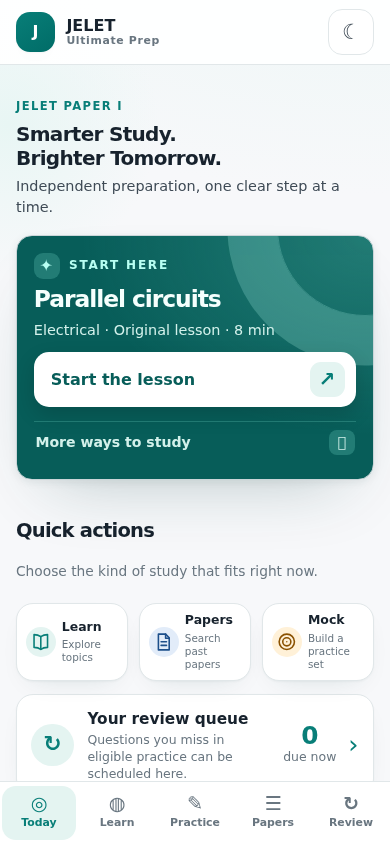 J
JELET
Ultimate Prep
JELET PAPER I
Smarter Study.
Brighter Tomorrow.
Independent preparation, one clear step at a
time.
START HERE
Parallel circuits
Electrical · Original lesson · 8 min
Start the lesson
More ways to study
Quick actions
Choose the kind of study that fits right now.
Learn
Explore
topics
Papers
Search
past
papers
Mock
Build a
practice
set
Your review queue
Questions you miss in
eligible practice can be
scheduled here.
0
due now
Today
Learn
Practice
Papers
Review